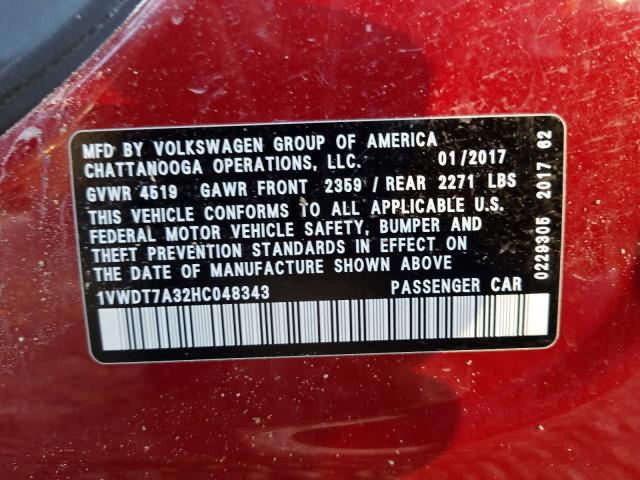 MFD BY VOLKSWAGEN GROUP OF AMERICA
CHATTANOOGA OPERATIONS, LLC. 01/2017
GVWR 4519 GAWR FRONT 2359 / REAR 2271 LBS
THIS VEHICLE CONFORMS TO ALL APPLICABLE U.S.
FEDERAL MOTOR VEHICLE SAFETY, BUMPER AND
THEFT PREVENTION STANDARDS IN EFFECT ON
THE DATE OF MANUFACTURE SHOWN ABOVE
1VWDT7A32HC048343 PASSENGER CAR
0229305 2017 62